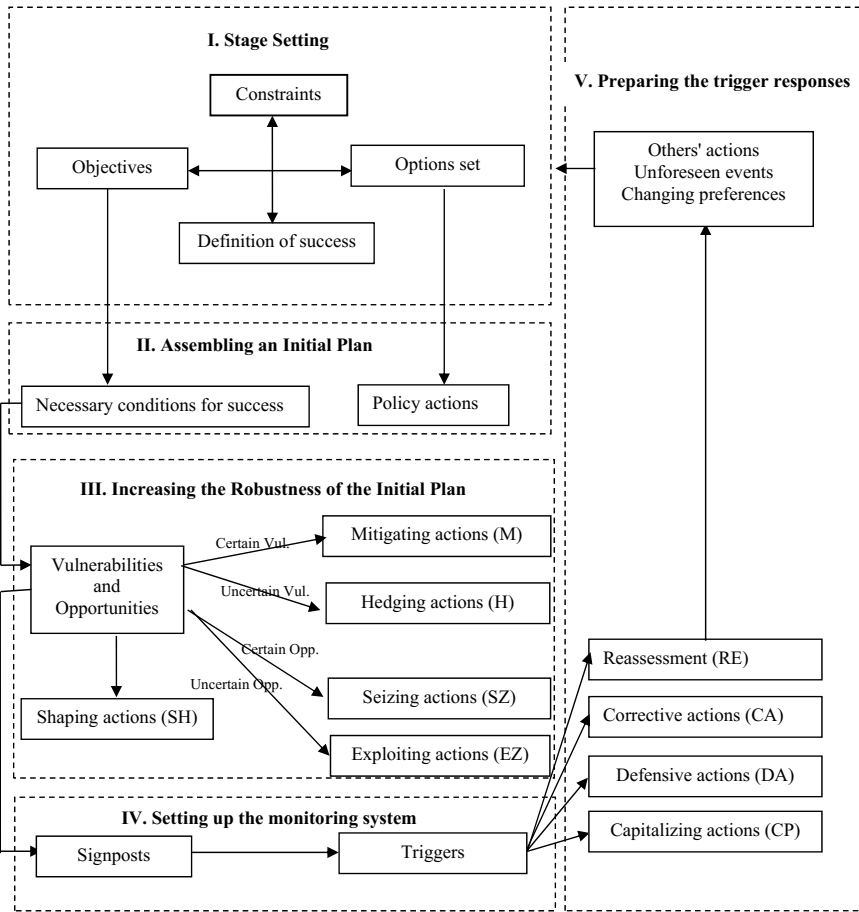 I. Stage Setting
Constraints
Objectives
Options set
Definition of success
II. Assembling an Initial Plan
Necessary conditions for success
Policy actions
III. Increasing the Robustness of the Initial Plan
Vulnerabilities
and
Opportunities
Certain Vul.
Uncertain Vul.
Certain Opp.
Uncertain Opp.
Mitigating actions (M)
Hedging actions (H)
Seizing actions (SZ)
Exploiting actions (EZ)
Shaping actions (SH)
IV. Setting up the monitoring system
Signposts
Triggers
V. Preparing the trigger responses
Others' actions
Unforeseen events
Changing preferences
Reassessment (RE)
Corrective actions (CA)
Defensive actions (DA)
Capitalizing actions (CP)